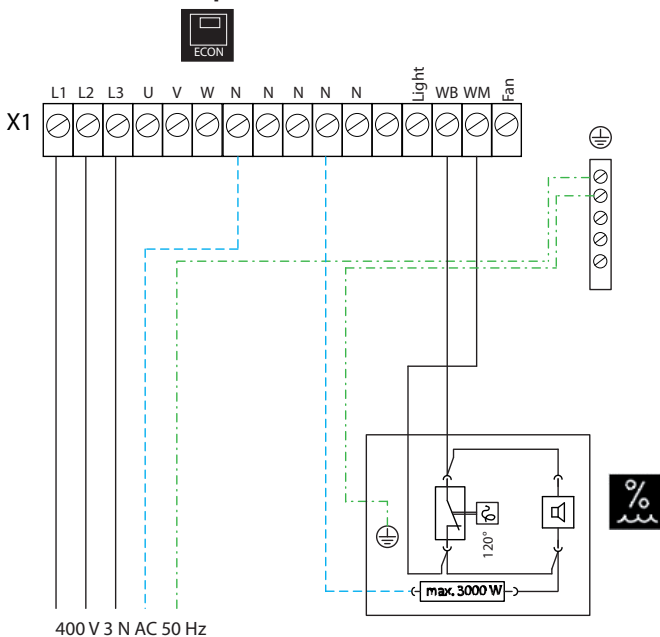 ECON
L1 L2 L3 U V W N N N N N Light WB WM Fan
X1
120°
%
max. 3000 W
400 V 3 N AC 50 Hz